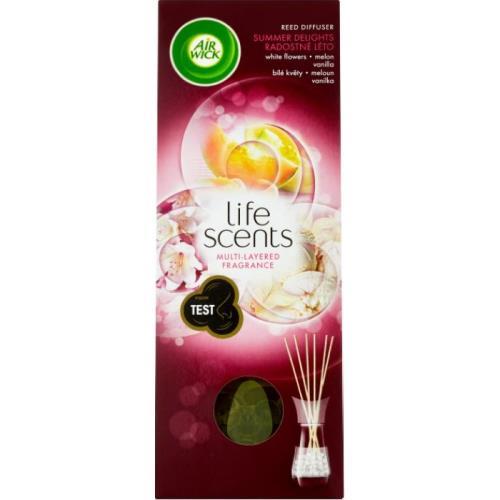 AIR
WICK
REED DIFFUSER
SUMMER DELIGHTS
RADOSTNÉ LÉTO
white flowers • melon
vanilla
bílé květy • meloun
vanilka
life
scents
MULTI-LAYERED
FRAGRANCE
TEST